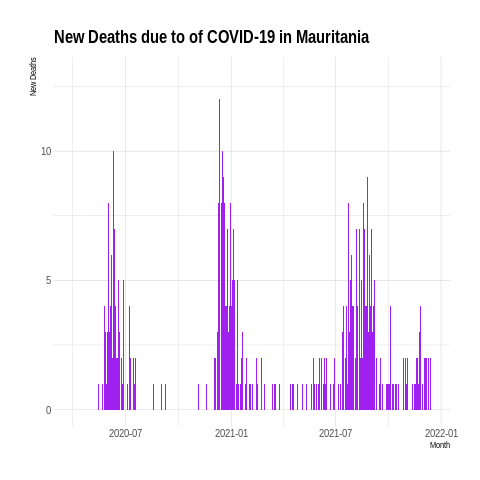 New Deaths due to of COVID-19 in Mauritania
New Deaths
10
5
0
2020-07
2021-01
2021-07
2022-01
Month